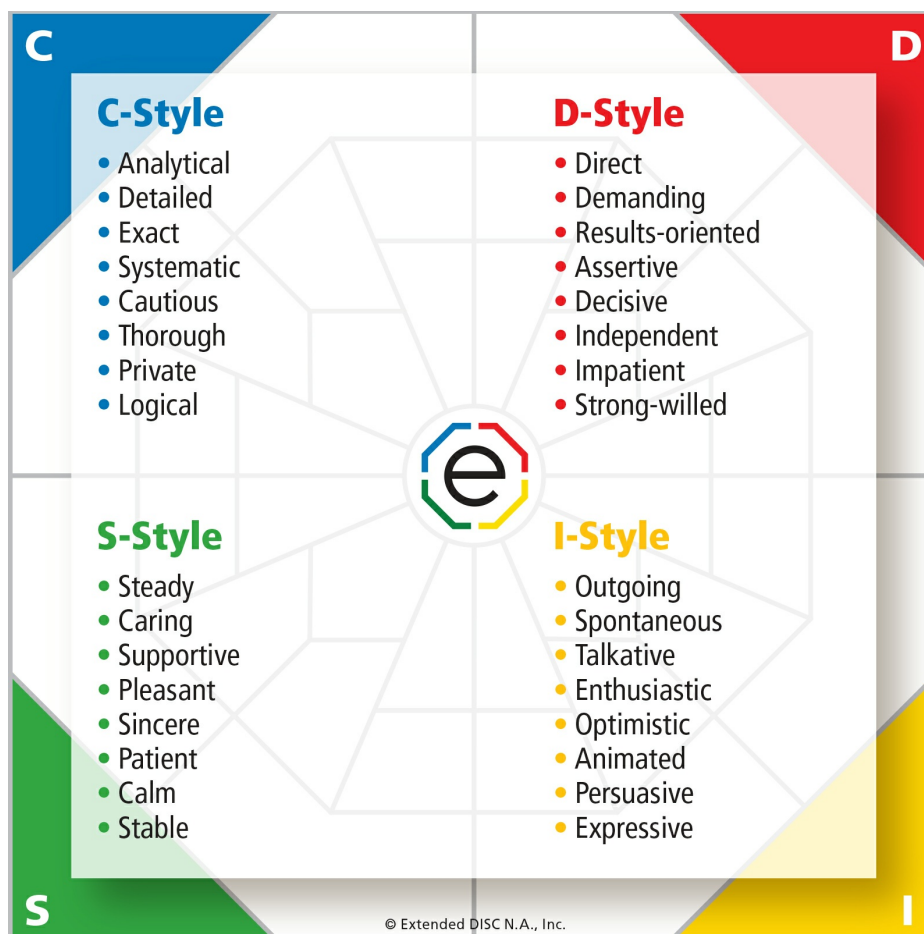 C
D
C-Style
• Analytical
• Detailed
• Exact
• Systematic
• Cautious
• Thorough
• Private
• Logical
D-Style
• Direct
• Demanding
• Results-oriented
• Assertive
• Decisive
• Independent
• Impatient
• Strong-willed
e
S-Style
• Steady
• Caring
• Supportive
• Pleasant
• Sincere
• Patient
• Calm
• Stable
I-Style
• Outgoing
• Spontaneous
• Talkative
• Enthusiastic
• Optimistic
• Animated
• Persuasive
• Expressive
S
I
© Extended DISC N.A., Inc.